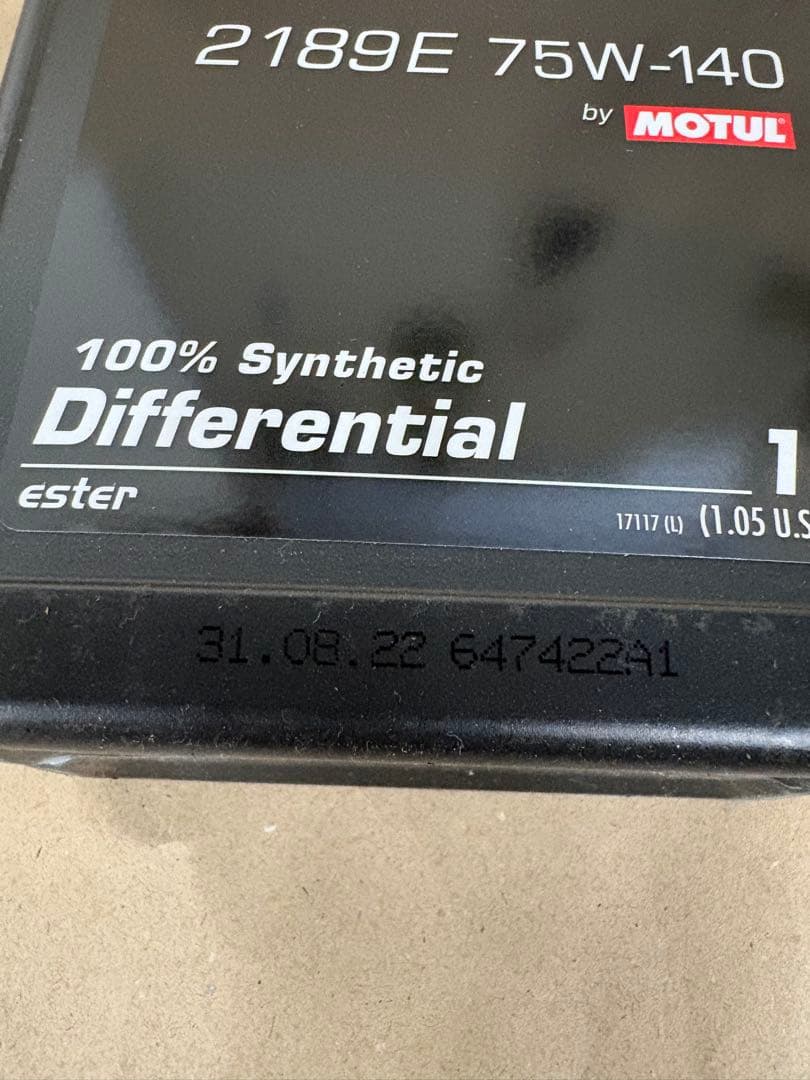 2189E 75W-140
by MOTUL®
100% Synthetic
Differential
1
ester
17117 (L) (1.05 U.S
31.08.22 647422A1